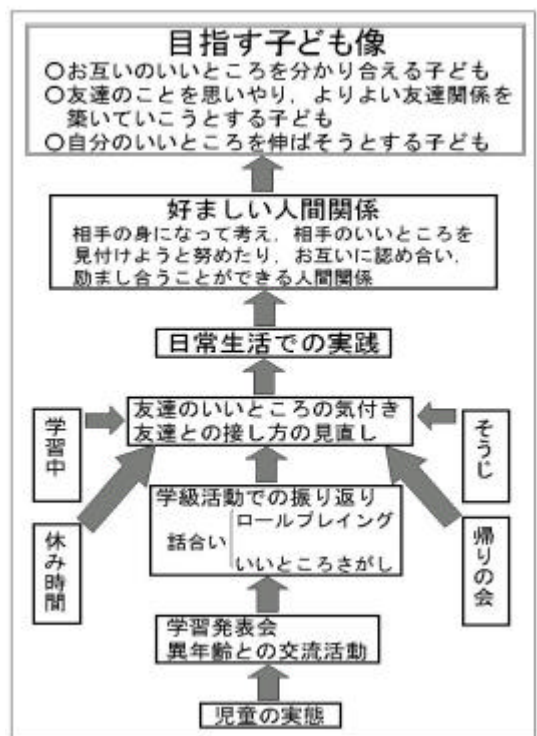 目指す子ども像
○お互いのいいところを分かり合える子ども
○友達のことを思いやり，よりよい友達関係を
築いていこうとする子ども
○自分のいいところを伸ばそうとする子ども
好ましい人間関係
相手の身になって考え，相手のいいところを
見付けようと努めたり，お互いに認め合い，
励まし合うことができる人間関係
日常生活での実践
友達のいいところの気付き
友達との接し方の見直し
学習中
そうじ
休み時間
帰りの会
学級活動での振り返り
ロールプレイング
話合い
いいところさがし
学習発表会
異年齢との交流活動
児童の実態